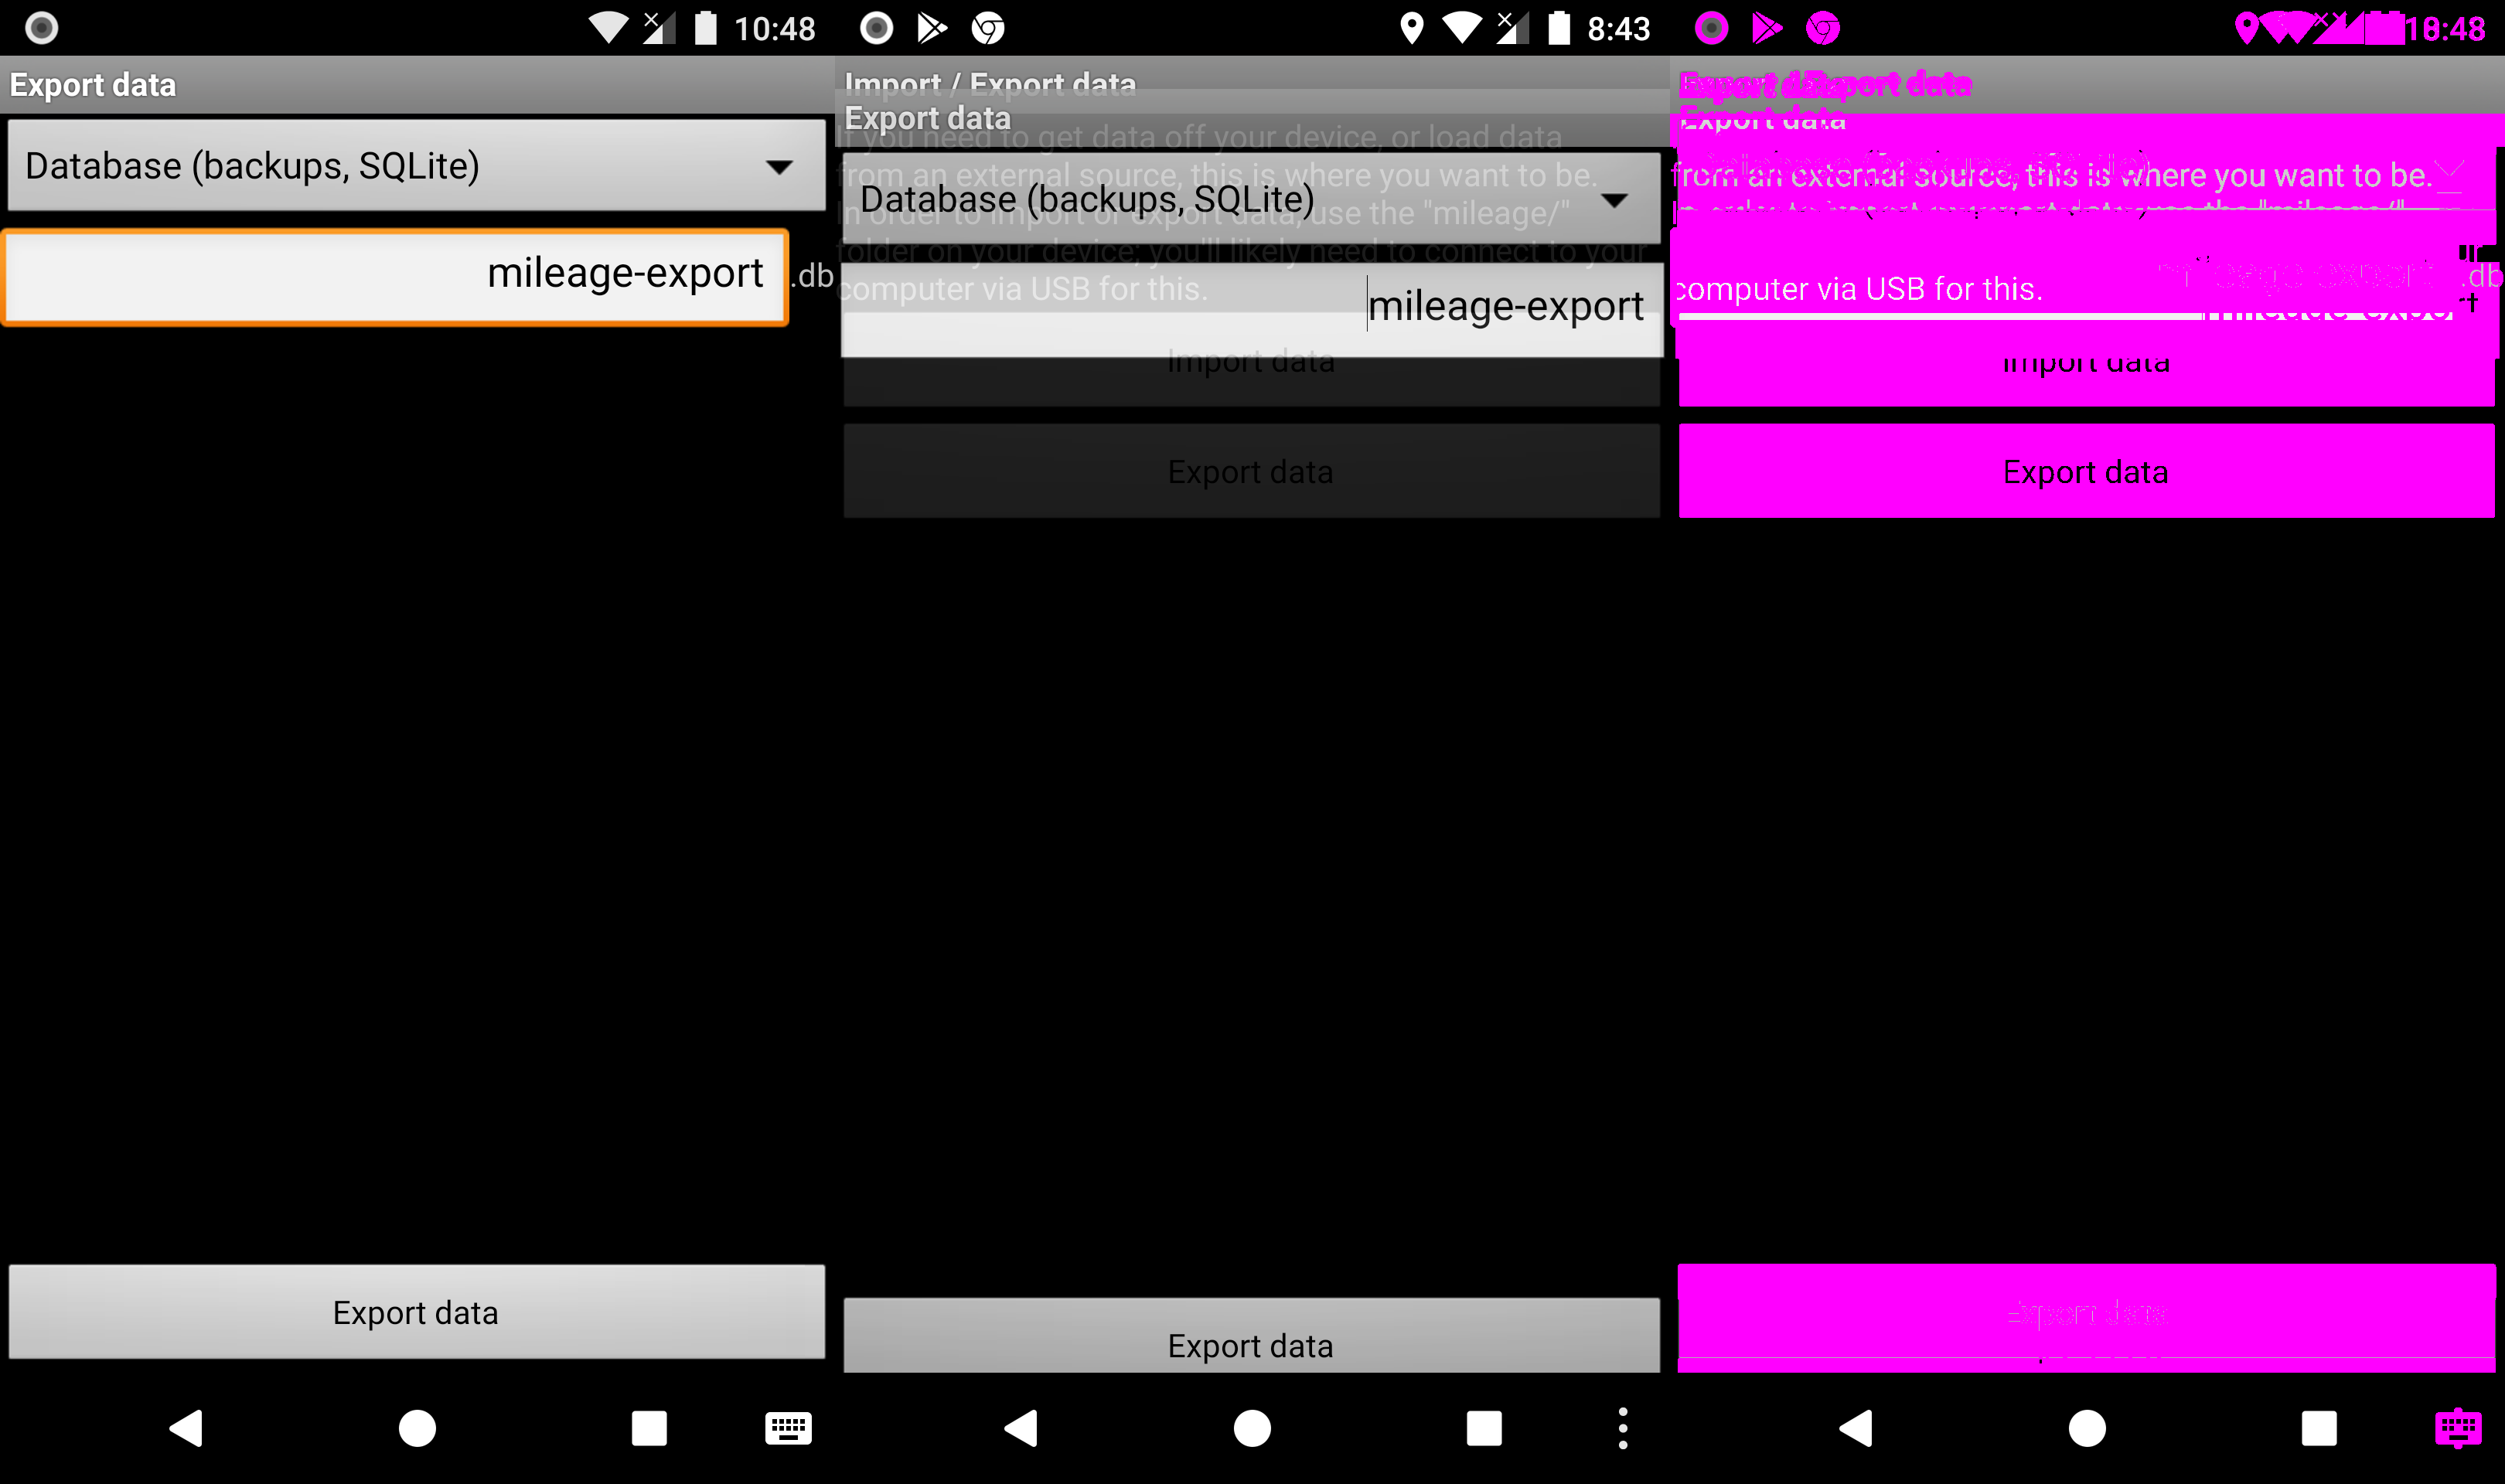 10:48
Export data
Database (backups, SQLite)
mileage-export .db
Export data
8:43
Import / Export data
Export data
If you need to get data off your device, or load data
from an external source, this is where you want to be.
Database (backups, SQLite)
In order to import or export data, use the "mileage/"
folder on your device; you'll likely need to connect to your
computer via USB for this.
mileage-export
Import data
Export data
Export data
:48
Export data
Export data
from an external source, this is where you want to be.
.db
computer via USB for this.
Import data
Export data
Export data